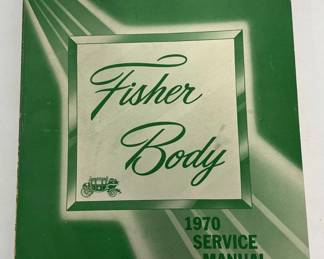 Fisher
Body
1970
SERVICE
MANUAL